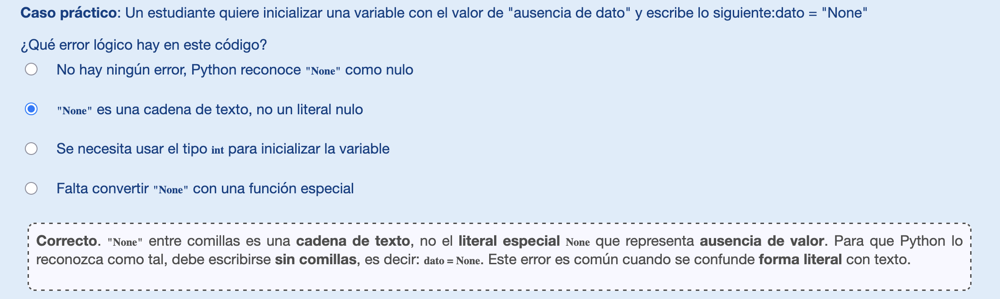 Caso práctico: Un estudiante quiere inicializar una variable con el valor de "ausencia de dato" y escribe lo siguiente:dato = "None"
¿Qué error lógico hay en este código?
No hay ningún error, Python reconoce "None" como nulo
"None" es una cadena de texto, no un literal nulo
Se necesita usar el tipo int para inicializar la variable
Falta convertir "None" con una función especial
Correcto. "None" entre comillas es una cadena de texto, no el literal especial None que representa ausencia de valor. Para que Python lo
reconozca como tal, debe escribirse sin comillas, es decir: dato = None. Este error es común cuando se confunde forma literal con texto.